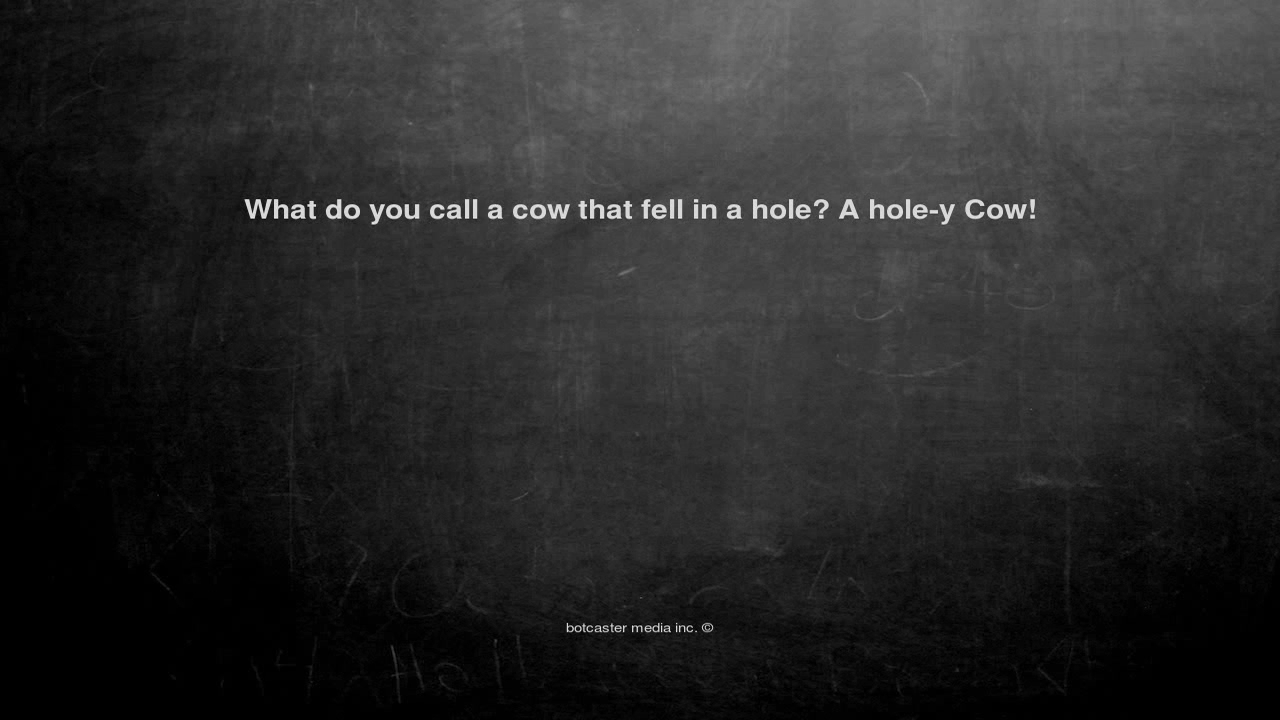 What do you call a cow that fell in a hole? A hole-y Cow!
botcaster media inc. ©